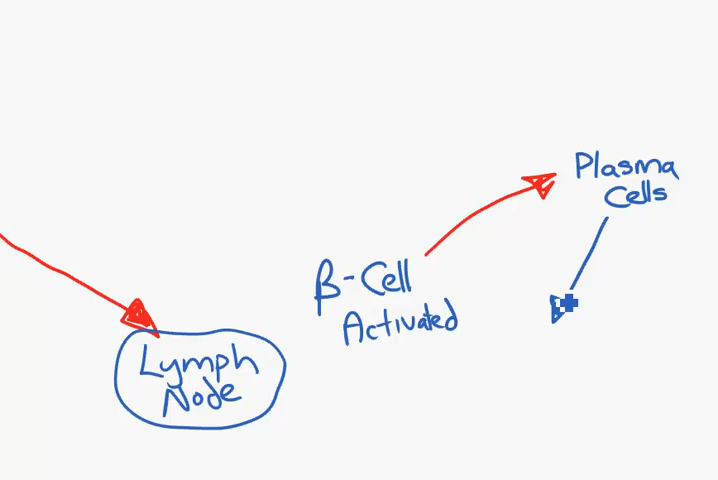 Plasma
Cells
β-Cell
Activated
Lymph
Node